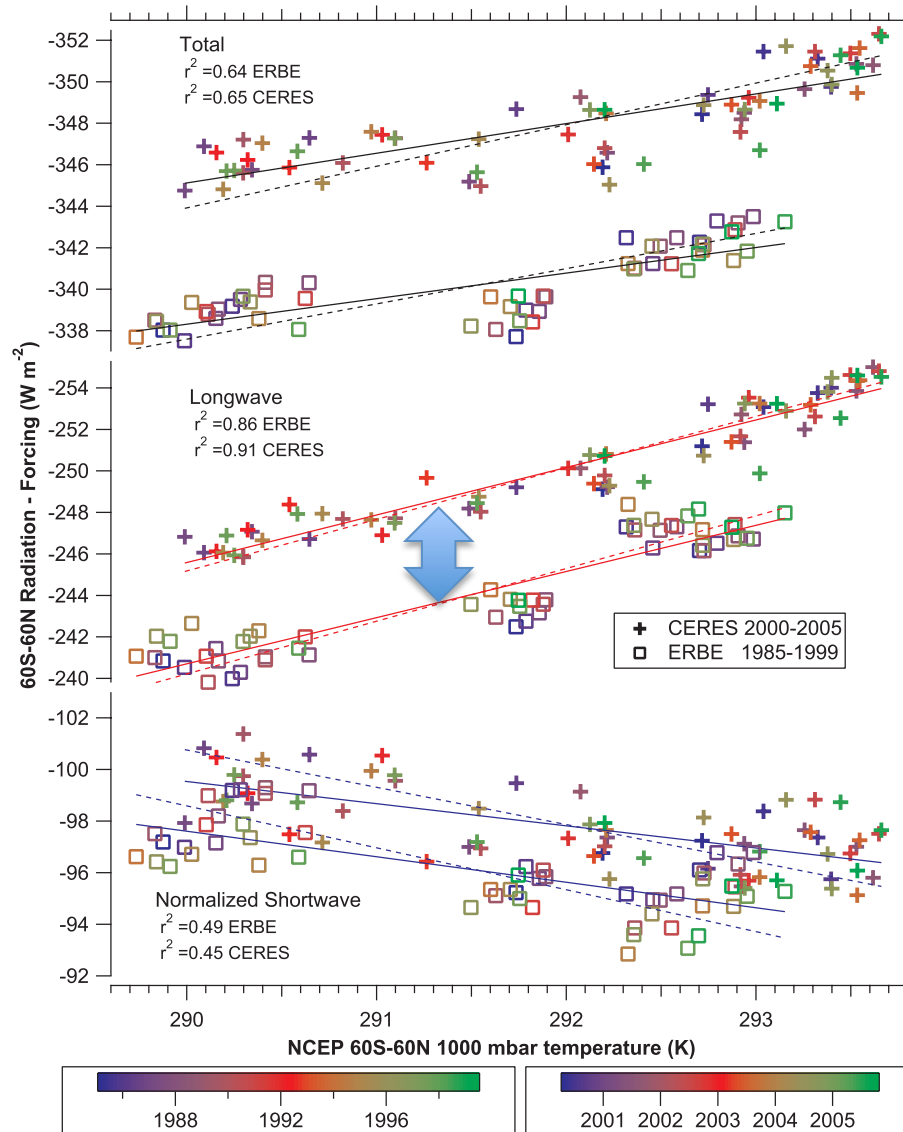 60S-60N Radiation - Forcing (W m-2)
-352
-350
-348
-346
-344
-342
-340
-338
Total
r2 =0.64 ERBE
r2 =0.65 CERES
-254
-252
-250
-248
-246
-244
-242
-240
Longwave
r2 =0.86 ERBE
r2 =0.91 CERES
CERES 2000-2005
ERBE 1985-1999
-102
-100
-98
-96
-94
-92
Normalized Shortwave
r2 =0.49 ERBE
r2 =0.45 CERES
290 291 292 293
NCEP 60S-60N 1000 mbar temperature (K)
1988 1992 1996
2001 2002 2003 2004 2005